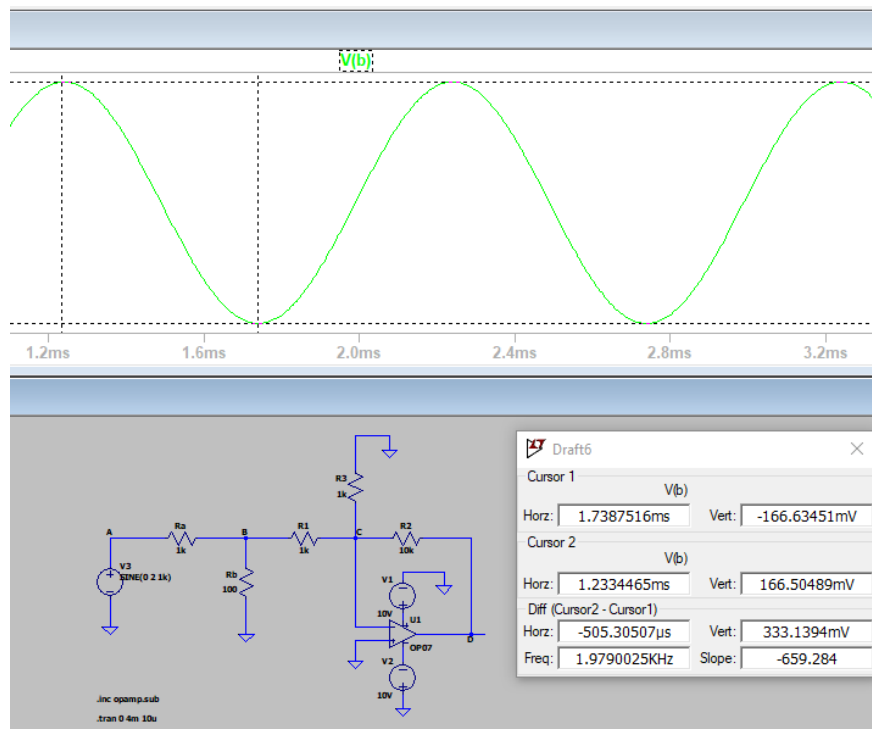 V(b)
1.2ms 1.6ms 2.0ms 2.4ms 2.8ms 3.2ms
Draft6
Cursor 1
V(b)
Horz: 1.7387516ms Vert: -166.63451mV
Cursor 2
V(b)
Horz: 1.2334465ms Vert: 166.50489mV
Diff (Cursor2 - Cursor1)
Horz: -505.30507µs Vert: 333.1394mV
Freq: 1.9790025KHz Slope: -659.284
R3
1k
A Ra B R1 C R2
1k 1k 10k
V3
SINE(0 2 1k)
Rb
100
V1
10V
U1
D
OP07
V2
10V
.inc opamp.sub
.tran 0 4m 10u